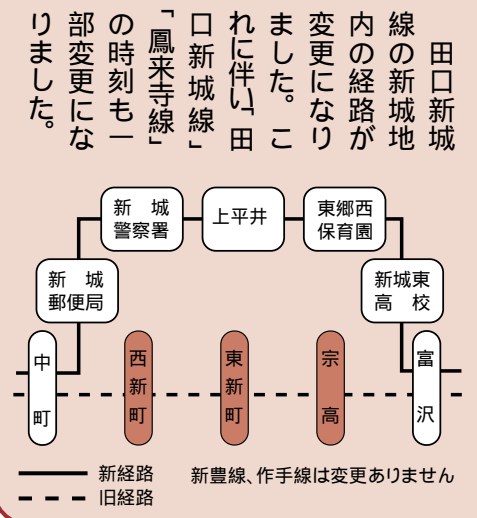 田口新城
線の新城地
内の経路が
変更になり
ました。こ
れに伴い「田
口新城線」
「鳳来寺線」
の時刻も一
部変更にな
りました。
新城
警察署
上平井
東郷西
保育園
新城
郵便局
新城東
高校
中町
西新町
東新町
宗高
富沢
新経路
旧経路
新豊線、作手線は変更ありません